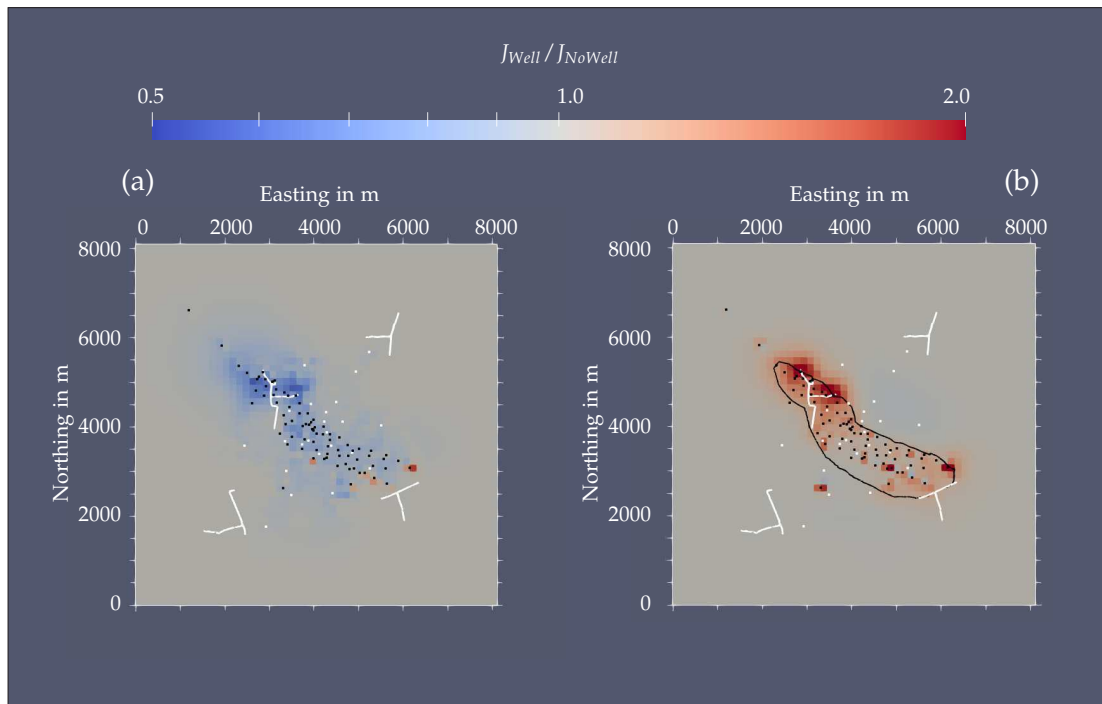 J_Well / J_NoWell
0.5 1.0 2.0
(a) (b)
Easting in m Easting in m
0 2000 4000 6000 8000 0 2000 4000 6000 8000
8000 8000
6000 6000
Northing in m Northing in m
4000 4000
2000 2000
0 0